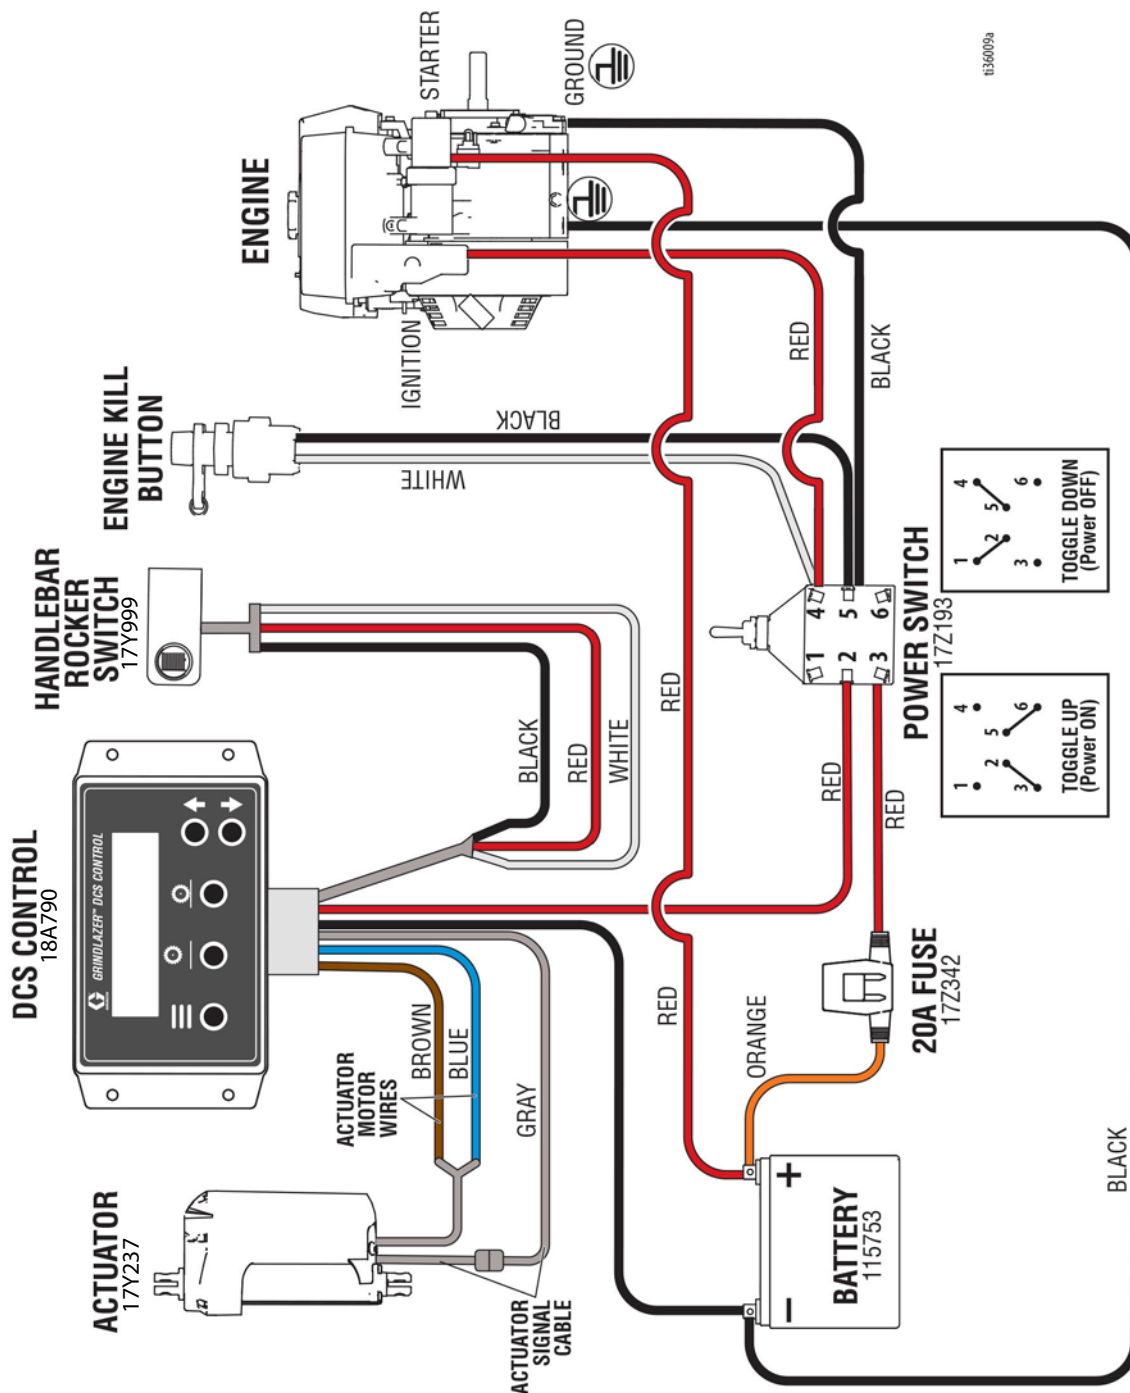 ti36009a
STARTER
GROUND
ENGINE
IGNITION
RED
BLACK
ENGINE KILL
BUTTON
BLACK
WHITE
HANDLEBAR
ROCKER
SWITCH
17Y999
BLACK
RED
WHITE
RED
4
5
6
1
2
3
POWER SWITCH
17Z193
1
2
3
4
5
6
TOGGLE DOWN
(Power OFF)
1
2
3
4
5
6
TOGGLE UP
(Power ON)
DCS CONTROL
18A790
GRINDLAZER™ DCS CONTROL
RED
RED
RED
20A FUSE
17Z342
ORANGE
BROWN
BLUE
GRAY
ACTUATOR
MOTOR
WIRES
ACTUATOR
17Y237
ACTUATOR
SIGNAL
CABLE
+
–
BATTERY
115753
BLACK